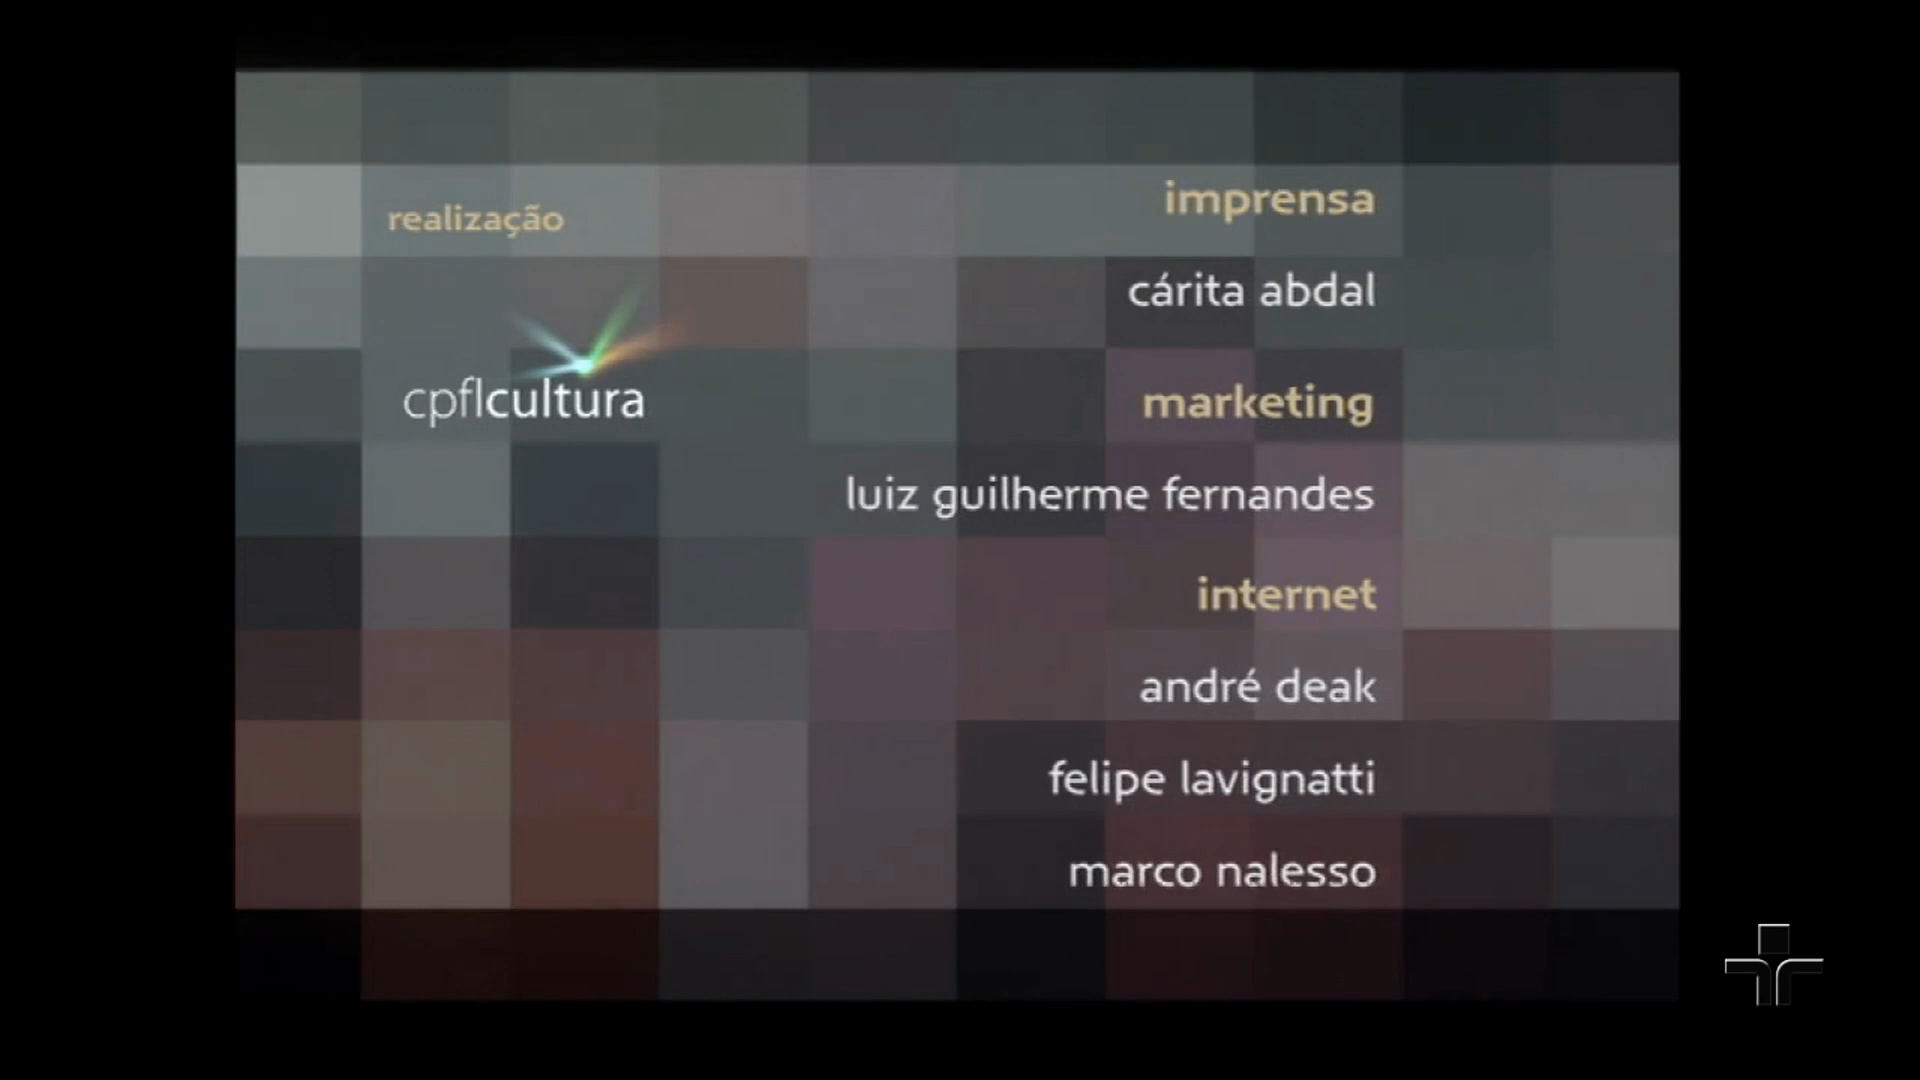 realização
cpflcultura
imprensa
cárita abdal
marketing
luiz guilherme fernandes
internet
andré deak
felipe lavignatti
marco nalesso